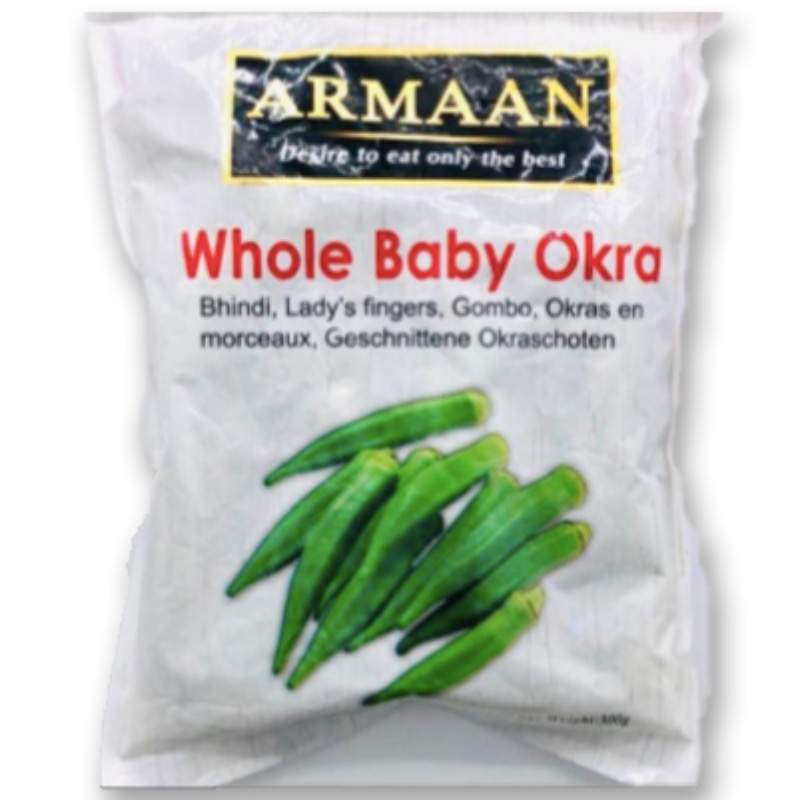 ARMAAN
Desire to eat only the best
Whole Baby Okra
Bhindi, Lady's fingers, Gombo, Okras en
morceaux, Geschnittene Okraschoten